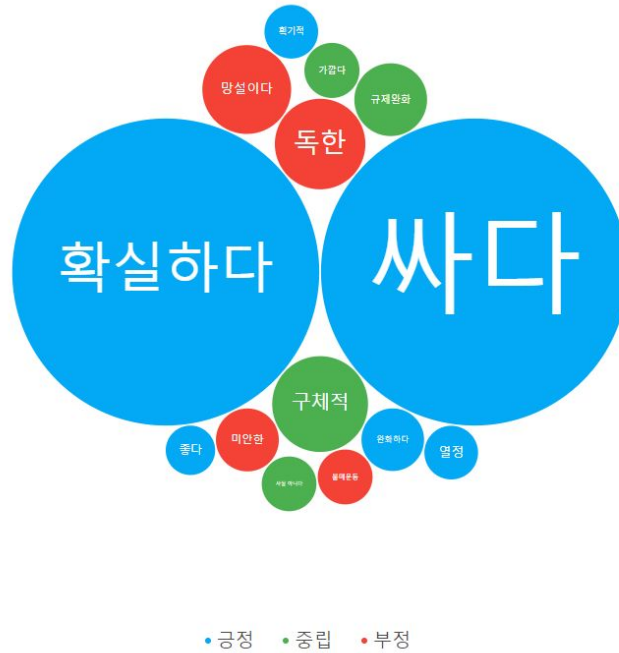 획기적
가깝다
망설이다
규제완화
독한
확실하다
싸다
구체적
좋다
미안한
완화하다
열정
불매운동
긍정
중립
부정